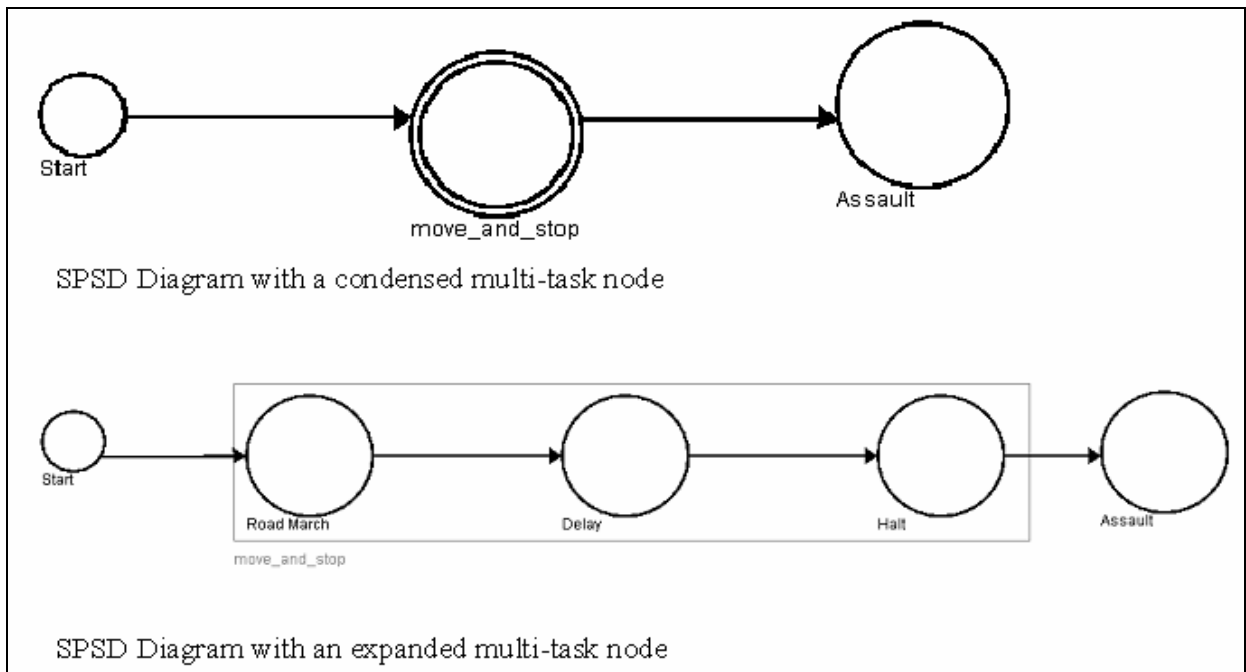 Start
move_and_stop
Assault
SPSD Diagram with a condensed multi-task node
Start
Road March
Delay
Halt
Assault
move_and_stop
SPSD Diagram with an expanded multi-task node